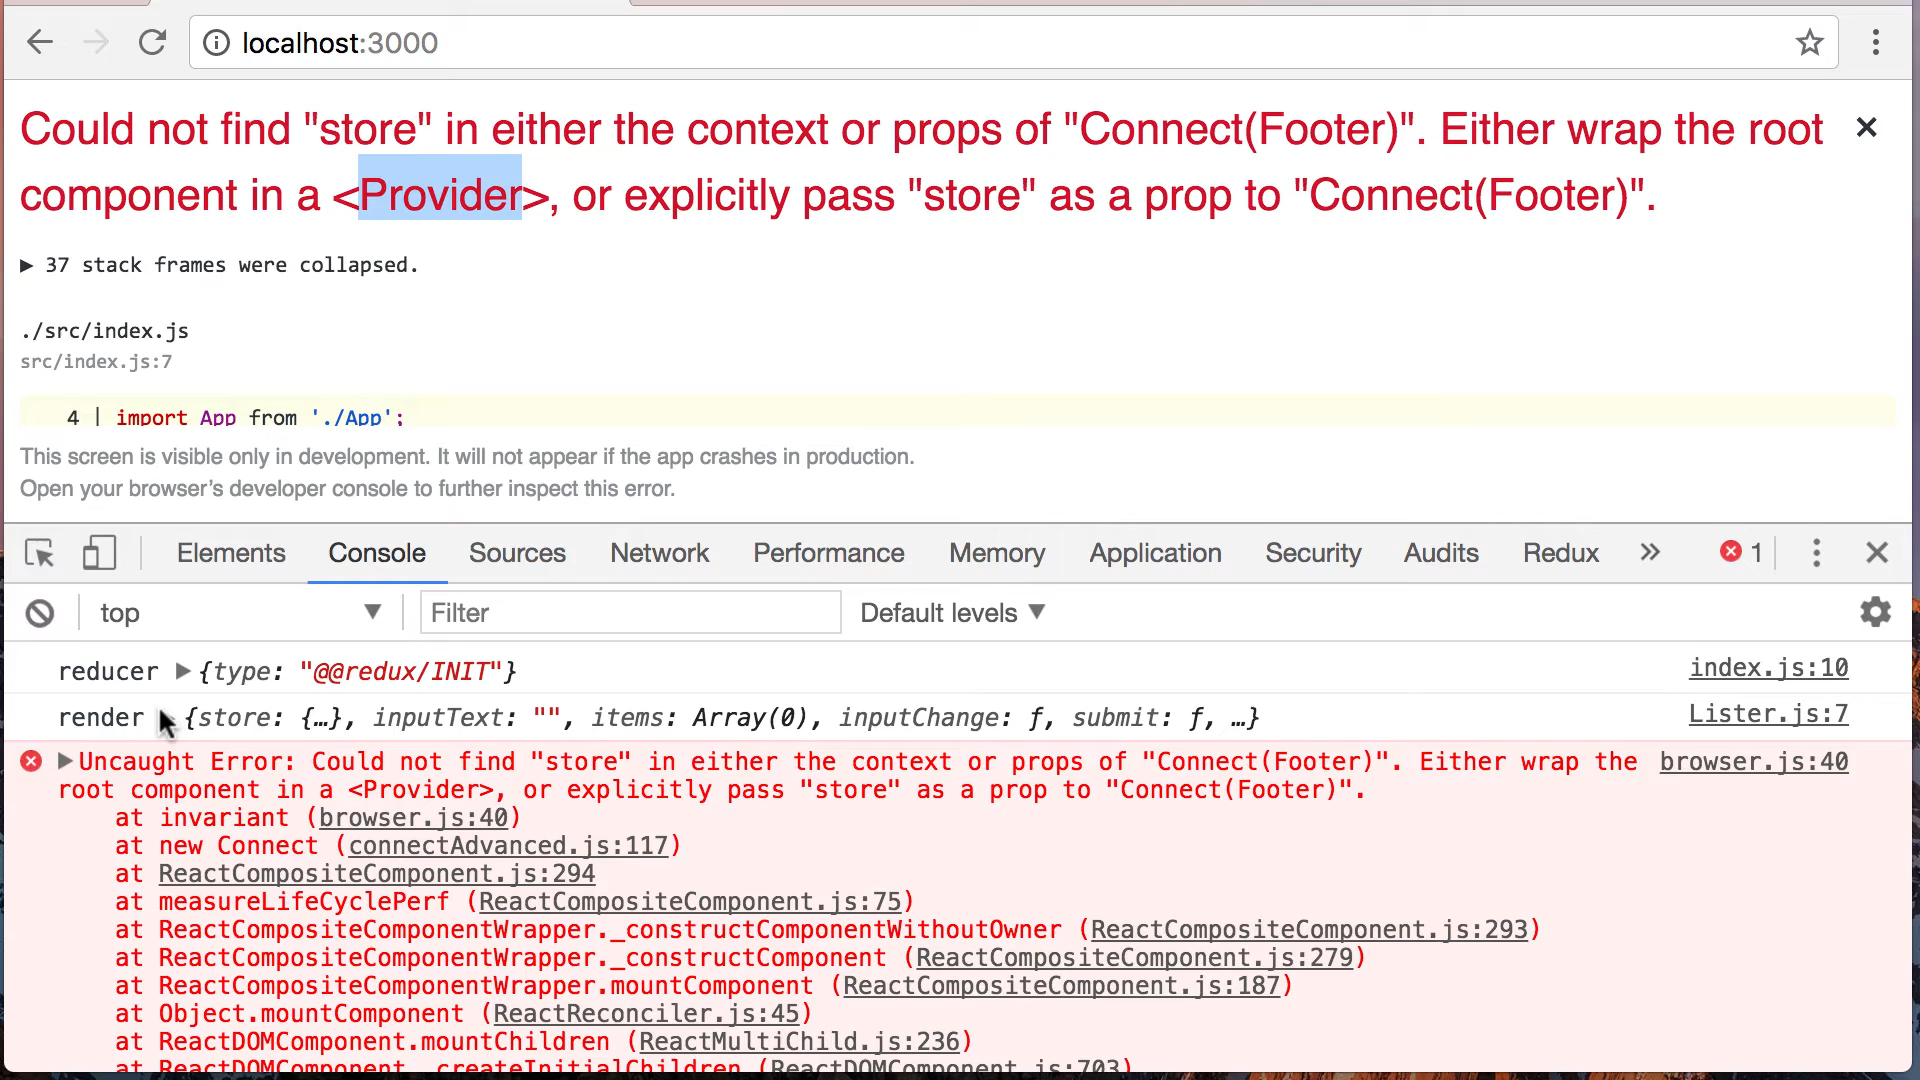 localhost:3000
Could not find "store" in either the context or props of "Connect(Footer)". Either wrap the root
component in a <Provider>, or explicitly pass "store" as a prop to "Connect(Footer)".
▶ 37 stack frames were collapsed.
./src/index.js
src/index.js:7
4 | import App from './App';
This screen is visible only in development. It will not appear if the app crashes in production.
Open your browser’s developer console to further inspect this error.
Elements Console Sources Network Performance Memory Application Security Audits Redux » 1
top Filter Default levels
reducer ▶ {type: "@@redux/INIT"} index.js:10
render {store: {…}, inputText: "", items: Array(0), inputChange: f, submit: f, …} Lister.js:7
▶Uncaught Error: Could not find "store" in either the context or props of "Connect(Footer)". Either wrap the browser.js:40
root component in a <Provider>, or explicitly pass "store" as a prop to "Connect(Footer)".
at invariant (browser.js:40)
at new Connect (connectAdvanced.js:117)
at ReactCompositeComponent.js:294
at measureLifeCyclePerf (ReactCompositeComponent.js:75)
at ReactCompositeComponentWrapper._constructComponentWithoutOwner (ReactCompositeComponent.js:293)
at ReactCompositeComponentWrapper._constructComponent (ReactCompositeComponent.js:279)
at ReactCompositeComponentWrapper.mountComponent (ReactCompositeComponent.js:187)
at Object.mountComponent (ReactReconciler.js:45)
at ReactDOMComponent.mountChildren (ReactMultiChild.js:236)
at ReactDOMComponent._createInitialChildren (ReactDOMComponent.js:703)